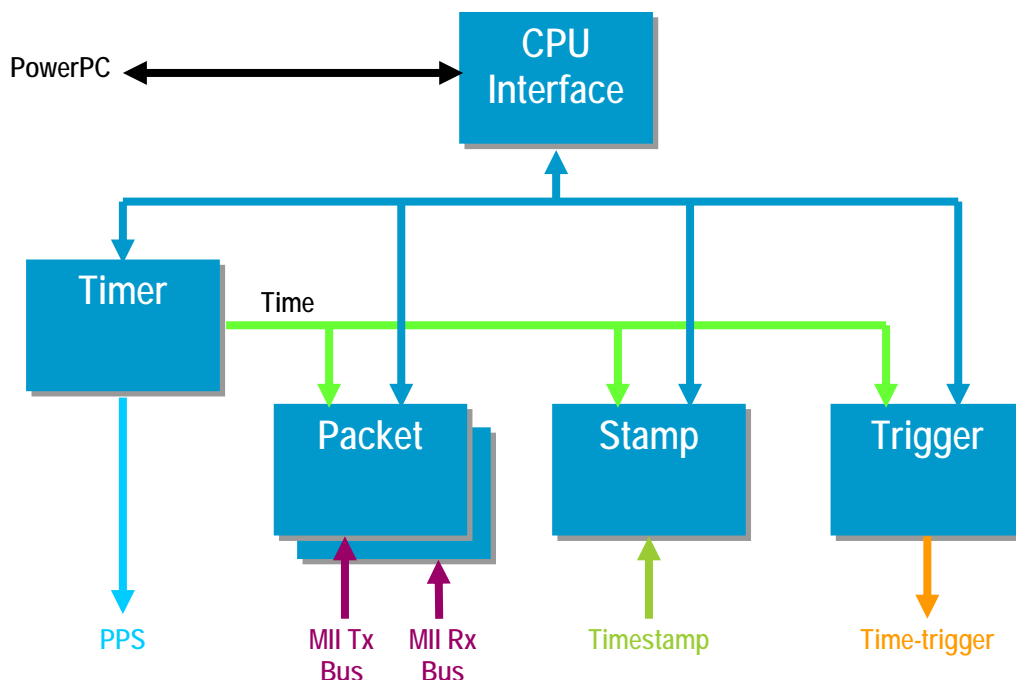 CPU
Interface
PowerPC
Timer
Time
Packet
Stamp
Trigger
PPS
MII Tx
Bus
MII Rx
Bus
Timestamp
Time-trigger